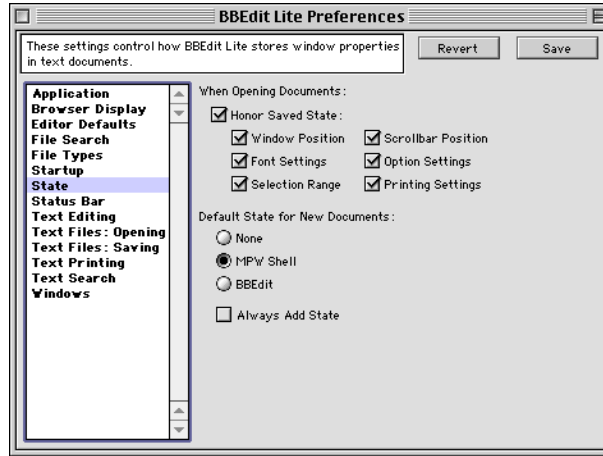 BBEdit Lite Preferences
These settings control how BBEdit Lite stores window properties
in text documents.
Revert
Save
Application
Browser Display
Editor Defaults
File Search
File Types
Startup
State
Status Bar
Text Editing
Text Files: Opening
Text Files: Saving
Text Printing
Text Search
Windows
When Opening Documents:
Honor Saved State:
Window Position
Scrollbar Position
Font Settings
Option Settings
Selection Range
Printing Settings
Default State for New Documents:
None
MPW Shell
BBEdit
Always Add State